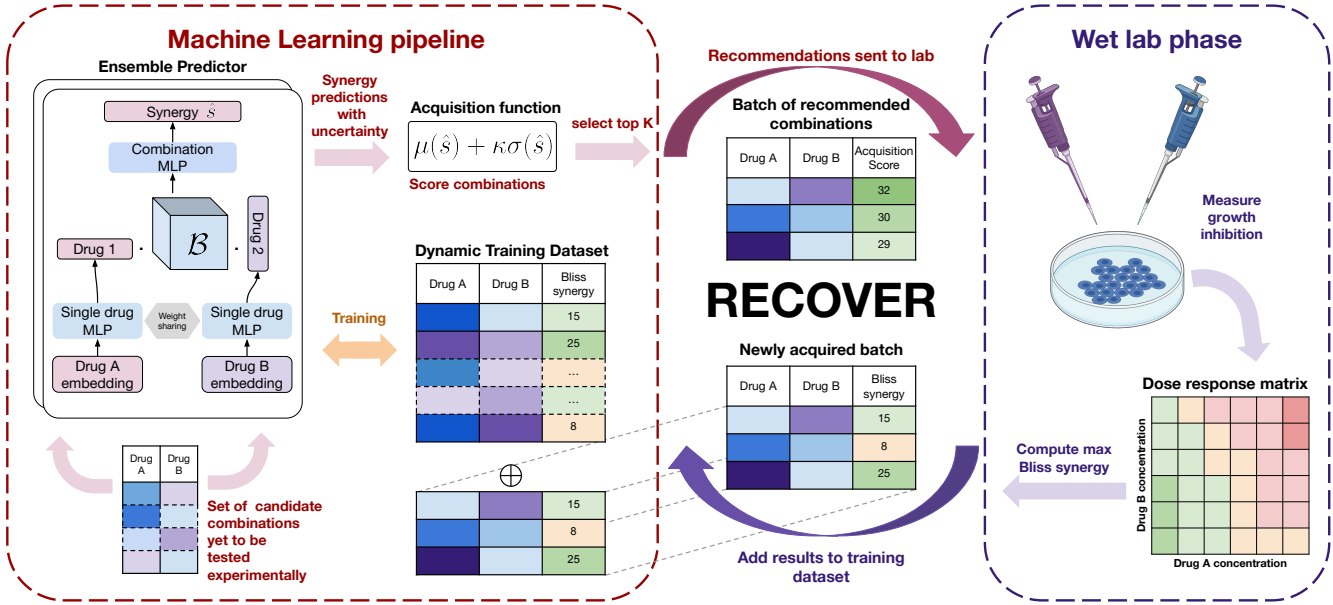 Machine Learning pipeline
Ensemble Predictor
Synergy ŝ
Combination
MLP
Drug 1
·
ℬ
·
Drug 2
Single drug
MLP
Weight
sharing
Single drug
MLP
Drug A
embedding
Drug B
embedding
Drug
A
Drug
B
Set of candidate
combinations
yet to be
tested
experimentally
Synergy
predictions
with
uncertainty
Acquisition function
μ(ŝ) + κσ(ŝ)
Score combinations
select top K
Training
Dynamic Training Dataset
Drug A
Drug B
Bliss
synergy
15
25
...
...
8
⊕
15
8
25
Recommendations sent to lab
Batch of recommended
combinations
Drug A
Drug B
Acquisition
Score
32
30
29
RECOVER
Newly acquired batch
Drug A
Drug B
Bliss
synergy
15
8
25
Add results to training
dataset
Wet lab phase
Measure
growth
inhibition
Dose response matrix
Drug B concentration
Drug A concentration
Compute max
Bliss synergy